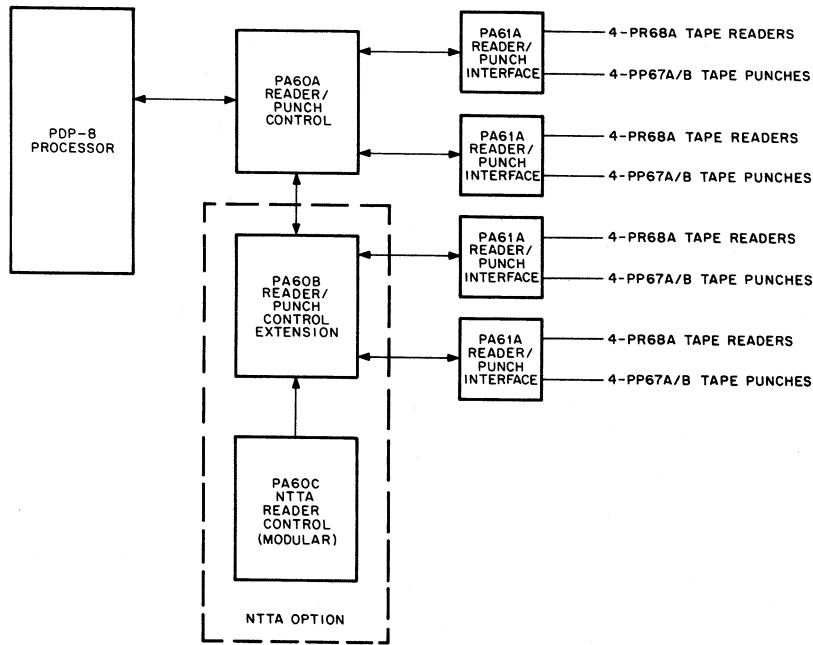 PDP-8
PROCESSOR
PA60A
READER/
PUNCH
CONTROL
PA61A
READER/
PUNCH
INTERFACE
4-PR68A TAPE READERS
4-PP67A/B TAPE PUNCHES
PA61A
READER/
PUNCH
INTERFACE
4-PR68A TAPE READERS
4-PP67A/B TAPE PUNCHES
PA60B
READER/
PUNCH
CONTROL
EXTENSION
PA61A
READER/
PUNCH
INTERFACE
4-PR68A TAPE READERS
4-PP67A/B TAPE PUNCHES
PA61A
READER/
PUNCH
INTERFACE
4-PR68A TAPE READERS
4-PP67A/B TAPE PUNCHES
PA60C
NTTA
READER
CONTROL
(MODULAR)
NTTA OPTION